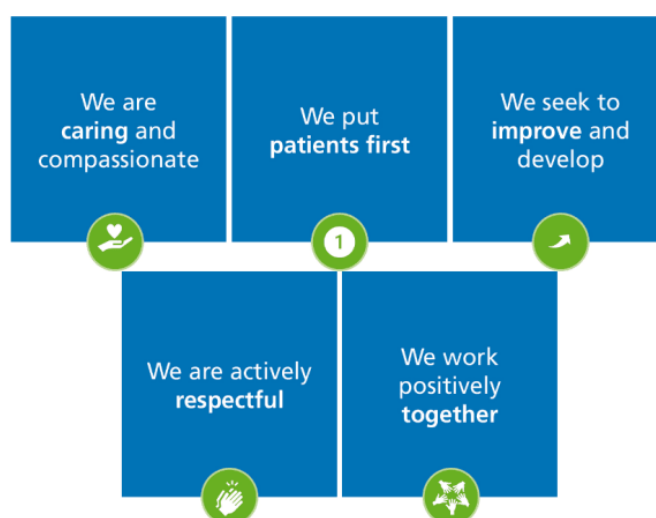 We are
caring and
compassionate
We put
patients first
We seek to
improve and
develop
1
We are actively
respectful
We work
positively
together